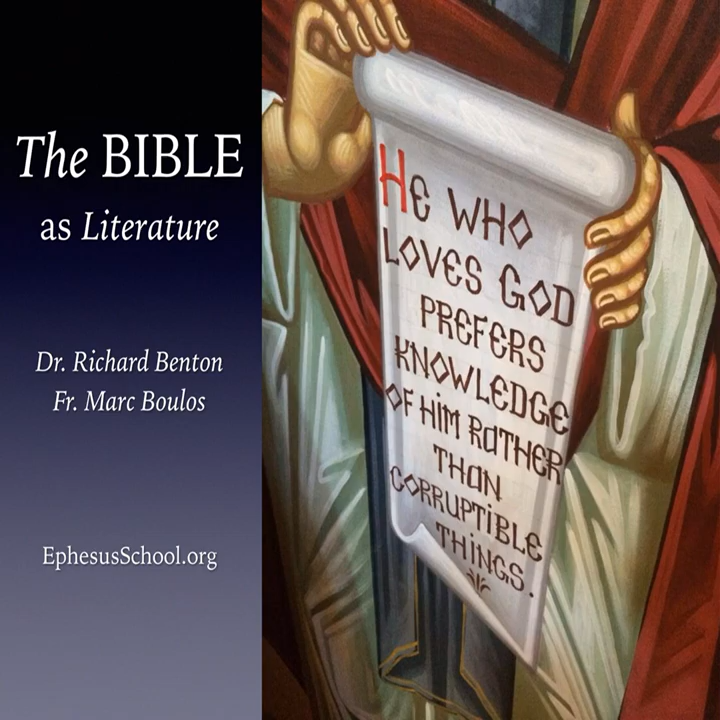 The BIBLE
as Literature
Dr. Richard Benton
Fr. Marc Boulos
EphesusSchool.org
HE WHO
LOVES GOD
PREFERS
KNOWLEDGE
OF HiM RATHER
THAN
CORRUPTiBLE
THiNGS.